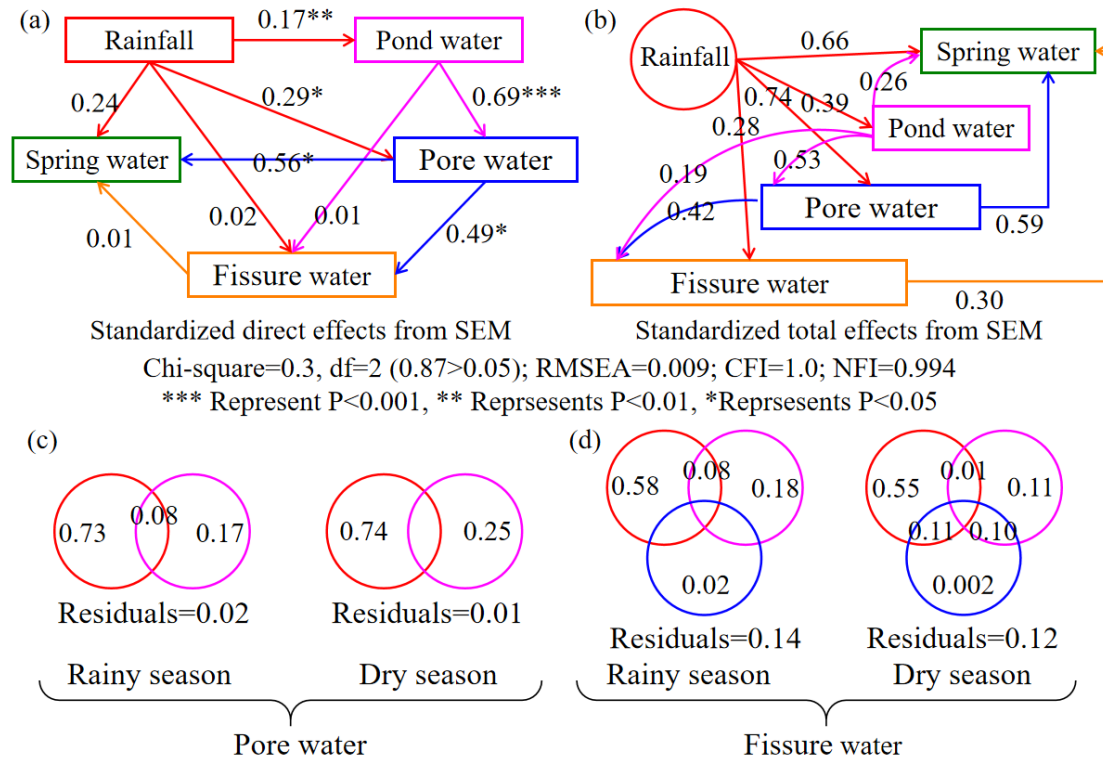 (a)
0.17**
Rainfall
Pond water
0.24
0.29*
0.69***
Spring water
0.56*
Pore water
0.02
0.01
0.01
0.49*
Fissure water
Standardized direct effects from SEM
(b)
Rainfall
0.66
Spring water
0.74
0.39
0.26
0.28
Pond water
0.53
0.19
0.42
Pore water
0.59
Fissure water
0.30
Standardized total effects from SEM
Chi-square=0.3, df=2 (0.87>0.05); RMSEA=0.009; CFI=1.0; NFI=0.994
*** Represent P<0.001, ** Reprsesents P<0.01, *Reprsesents P<0.05
(c)
0.73
0.08
0.17
Residuals=0.02
Rainy season
0.74
0.25
Residuals=0.01
Dry season
Pore water
(d)
0.58
0.08
0.18
0.02
Residuals=0.14
Rainy season
0.55
0.01
0.11
0.11
0.10
0.002
Residuals=0.12
Dry season
Fissure water